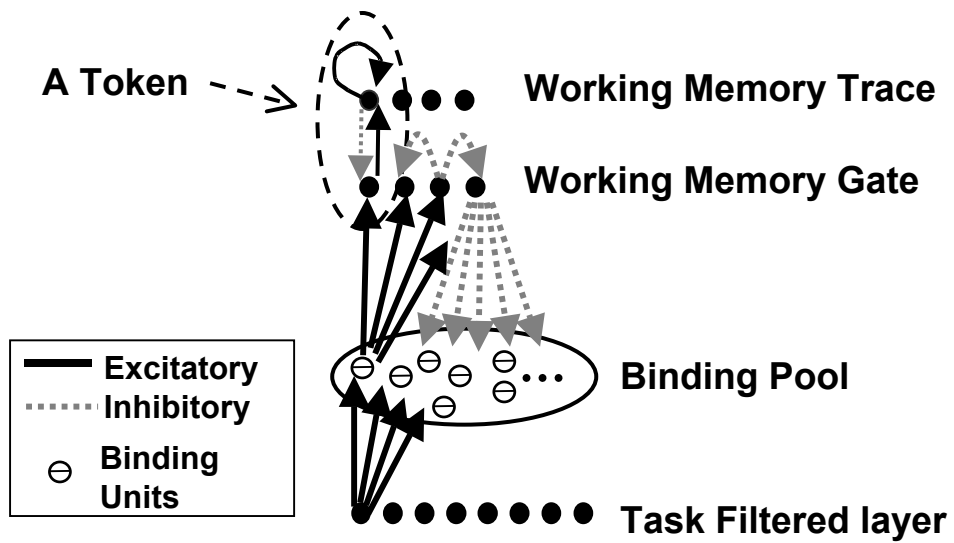 A Token
Working Memory Trace
Working Memory Gate
Excitatory
Inhibitory
Binding
Units
Binding Pool
Task Filtered layer